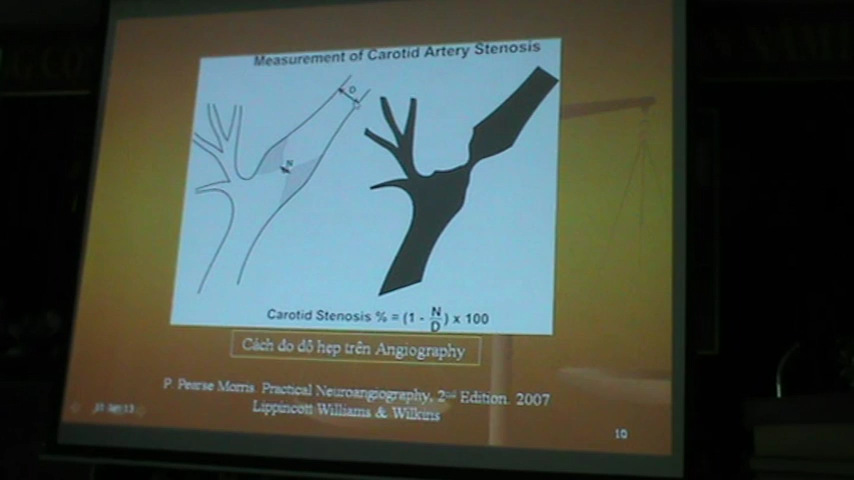 Measurement of Carotid Artery Stenosis
D
N
Carotid Stenosis % = (1 - N/D) x 100
Cách đo độ hẹp trên Angiography
P. Pearse Morris. Practical Neuroangiography, 2nd Edition. 2007
Lippincott Williams & Wilkins
10